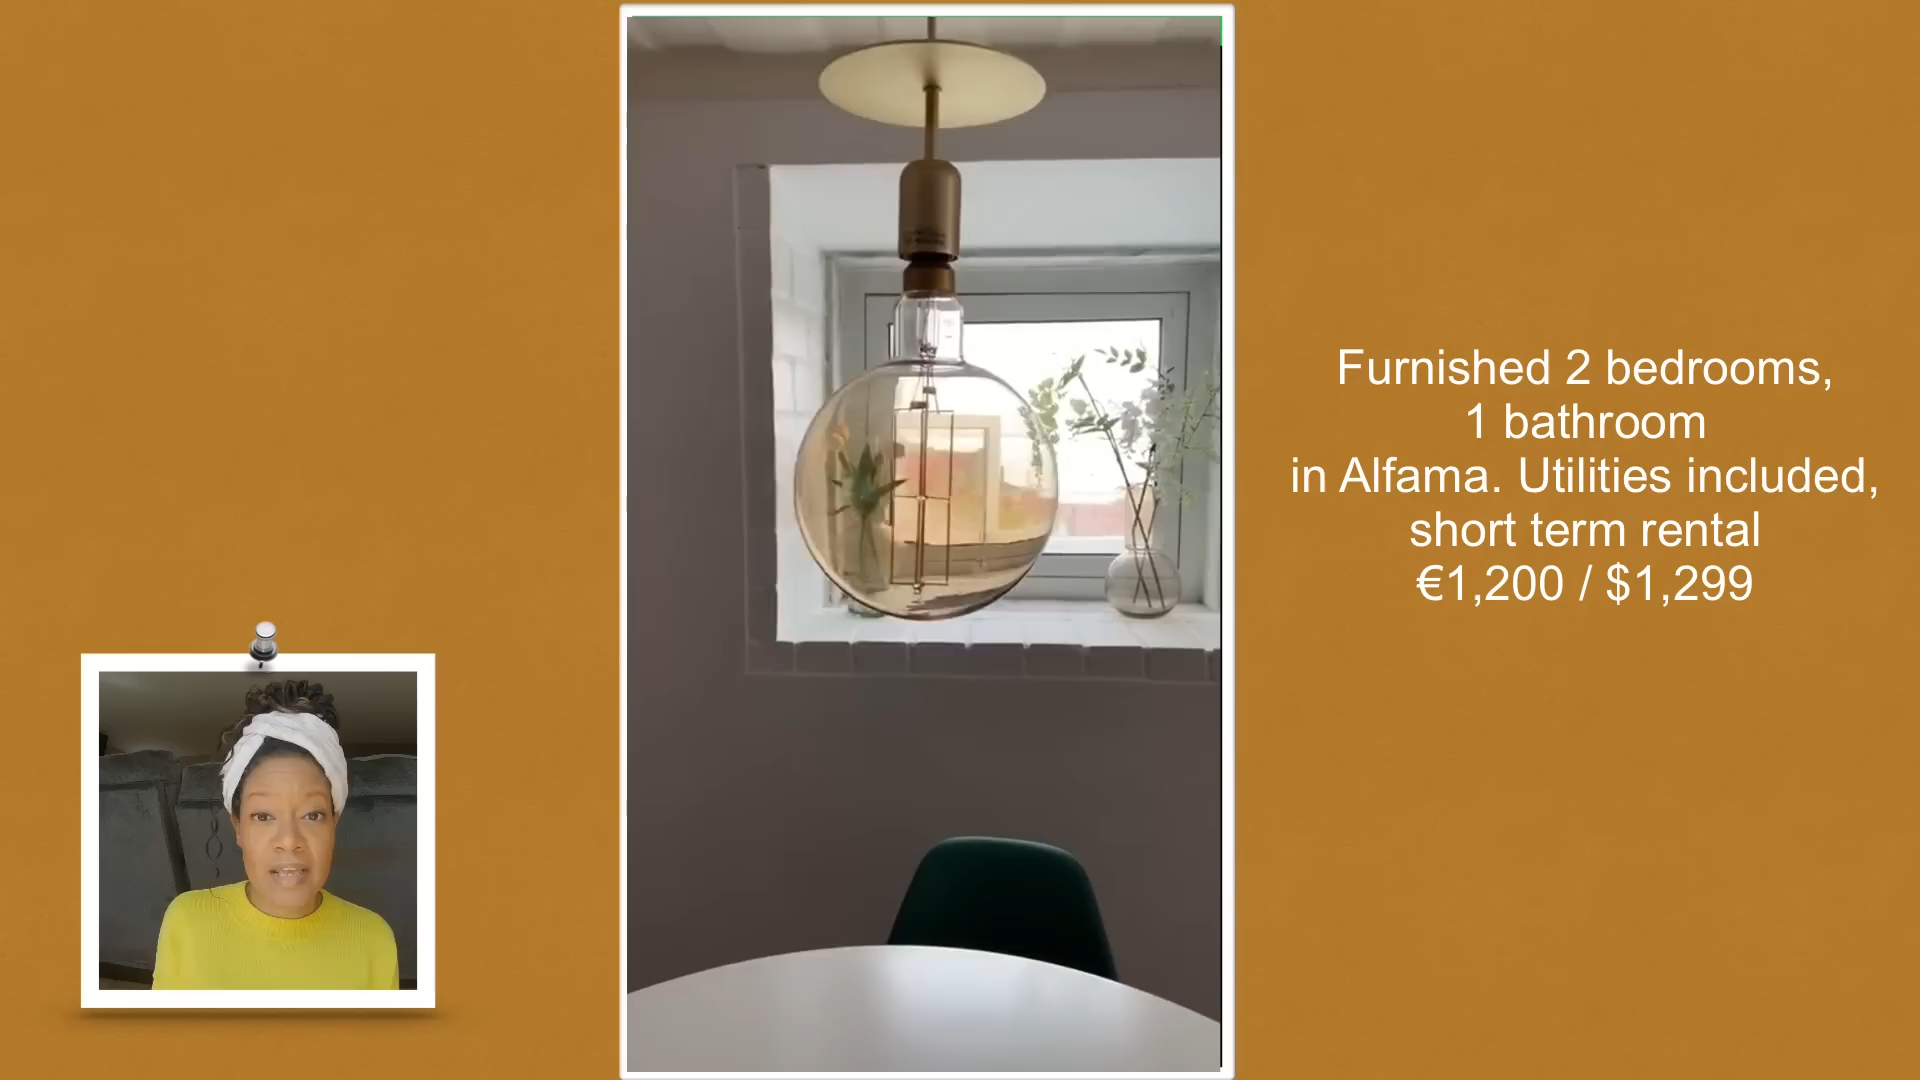 Furnished 2 bedrooms,
1 bathroom
in Alfama. Utilities included,
short term rental
€1,200 / $1,299